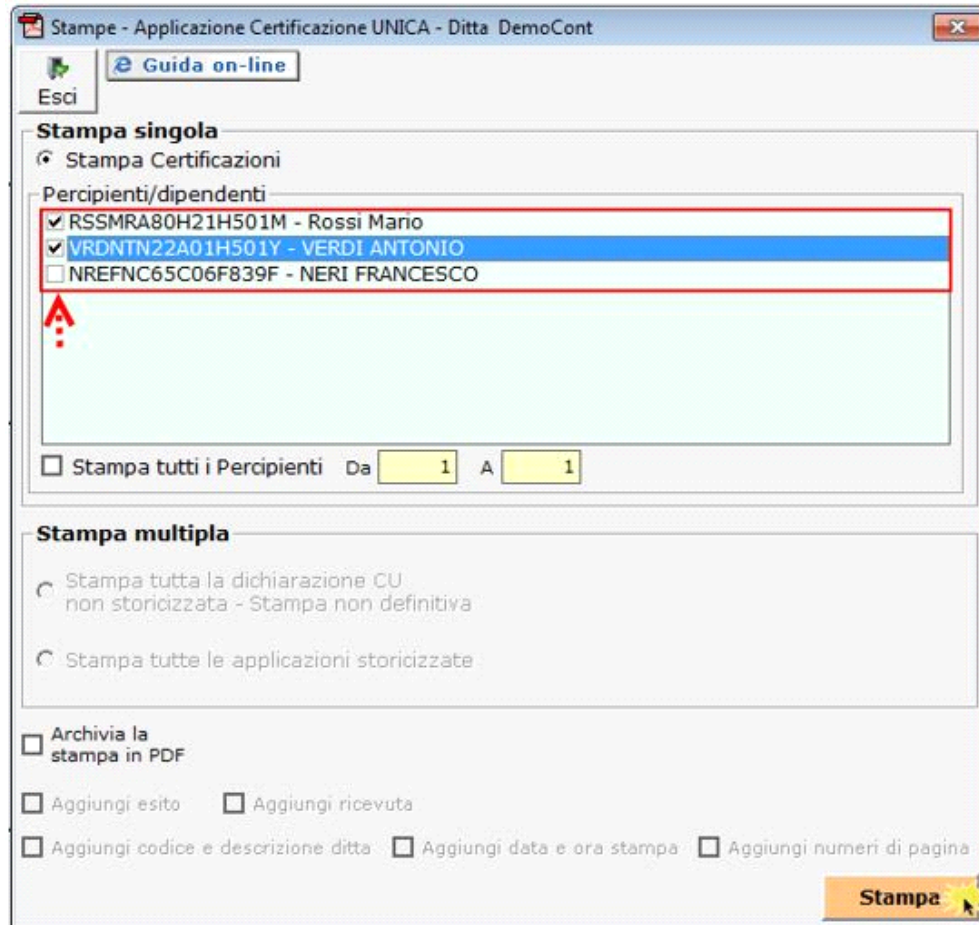 Stampe - Applicazione Certificazione UNICA - Ditta DemoCont
Guida on-line
Esci
Stampa singola
Stampa Certificazioni
Percipienti/dipendenti
RSSMRA80H21H501M - Rossi Mario
VRDNTN22A01H501Y - VERDI ANTONIO
NREFNC65C06F839F - NERI FRANCESCO
Stampa tutti i Percipienti Da 1 A 1
Stampa multipla
Stampa tutta la dichiarazione CU
non storicizzata - Stampa non definitiva
Stampa tutte le applicazioni storicizzate
Archivia la
stampa in PDF
Aggiungi esito Aggiungi ricevuta
Aggiungi codice e descrizione ditta Aggiungi data e ora stampa Aggiungi numeri di pagina
Stampa